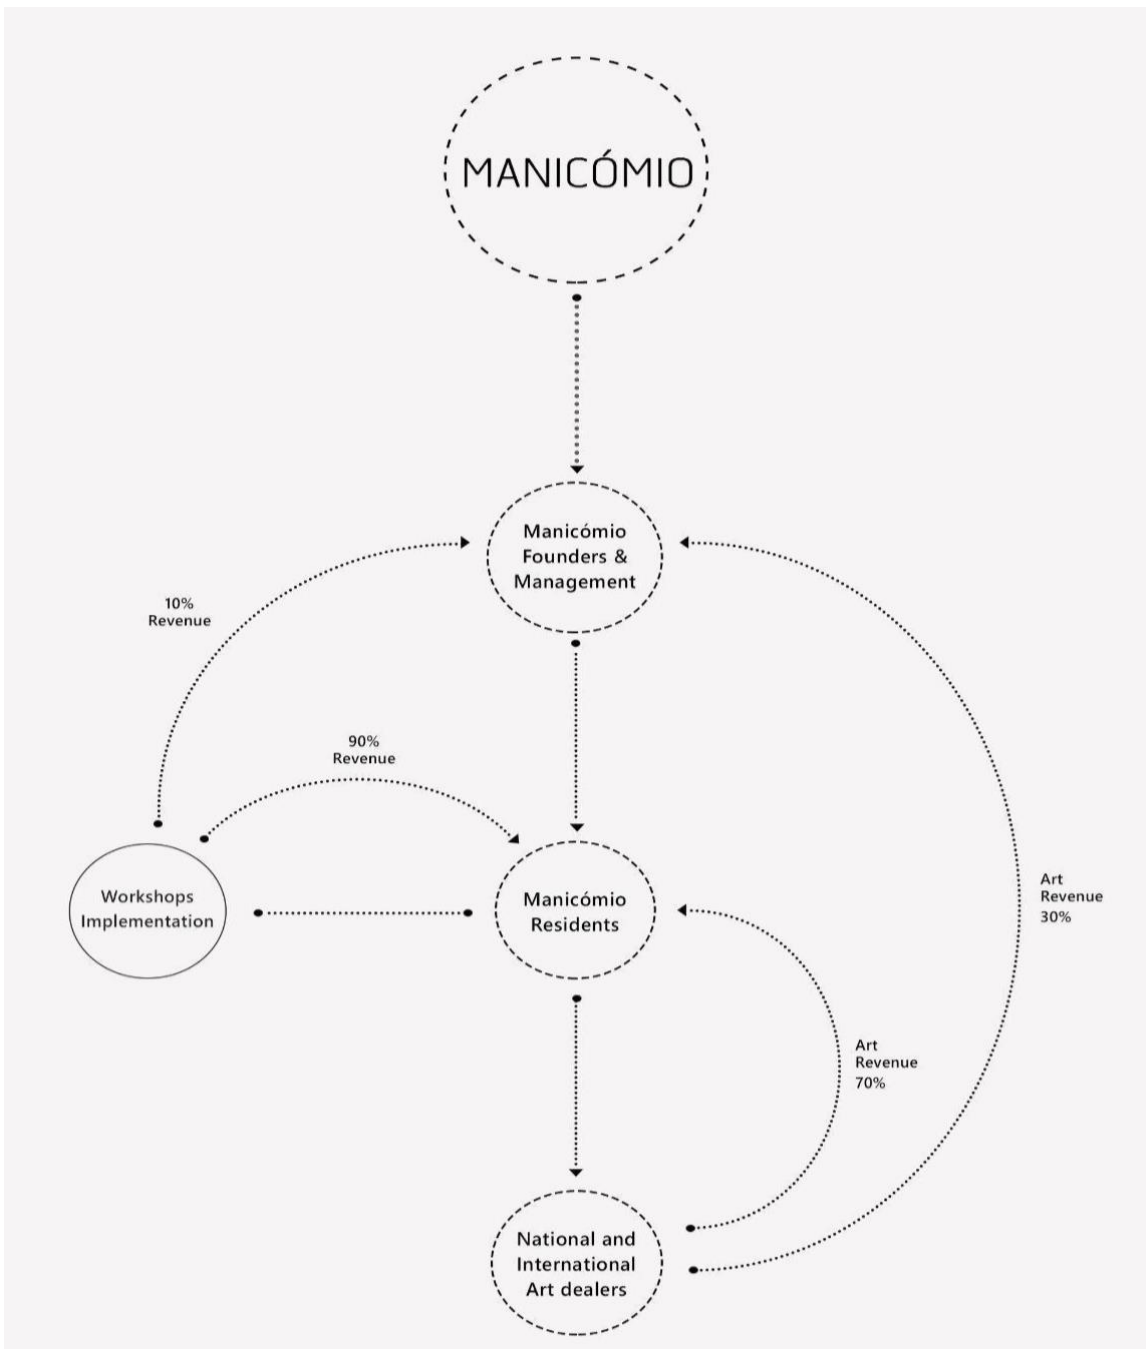 MANICÓMIO
Manicómio
Founders &
Management
10%
Revenue
90%
Revenue
Workshops
Implementation
Manicómio
Residents
Art
Revenue
30%
Art
Revenue
70%
National and
International
Art dealers